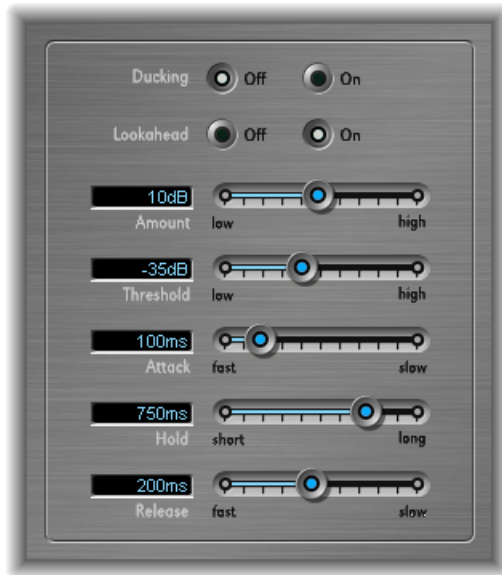 Ducking Off On
Lookahead Off On
10dB
Amount low high
-35dB
Threshold low high
100ms
Attack fast slow
750ms
Hold short long
200ms
Release fast slow